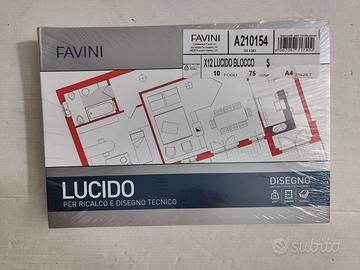 FAVINI
FAVINI
A210154
X12 LUCIDO BLOCCO $
10 FOGLI 75 A4
LUCIDO
PER RICALCO E DISEGNO TECNICO
DISEGNO
subito